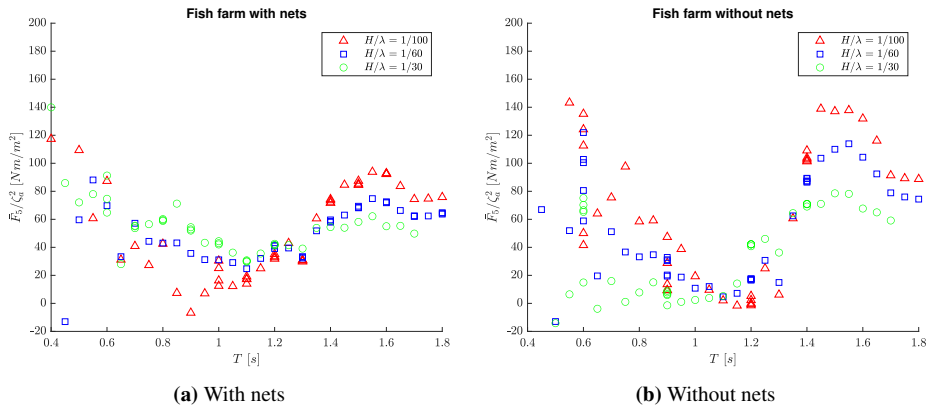 Fish farm with nets
200
180
160
140
120
100
80
60
40
20
0
-20
F̄₅/ζₐ² [Nm/m²]
H/λ = 1/100
H/λ = 1/60
H/λ = 1/30
0.4 0.6 0.8 1 1.2 1.4 1.6 1.8
T [s]
(a) With nets
Fish farm without nets
200
180
160
140
120
100
80
60
40
20
0
-20
F̄₅/ζₐ² [Nm/m²]
H/λ = 1/100
H/λ = 1/60
H/λ = 1/30
0.4 0.6 0.8 1 1.2 1.4 1.6 1.8
T [s]
(b) Without nets